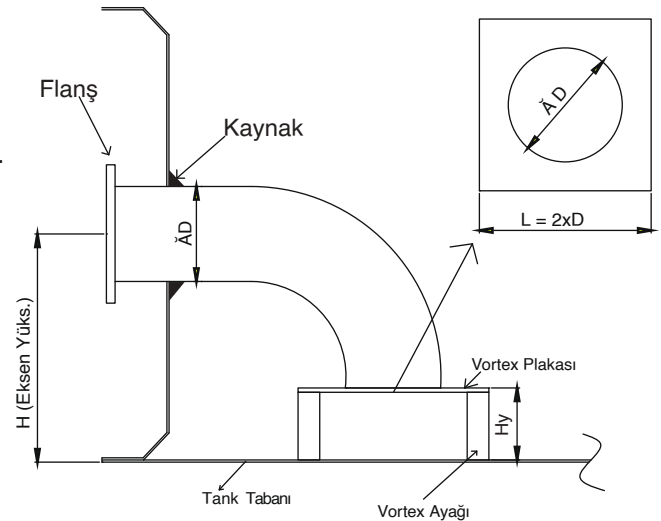 Flanş
Kaynak
ĂD
ĂD
L = 2xD
H (Eksen Yüks.)
Vortex Plakası
Hy
Tank Tabanı
Vortex Ayağı